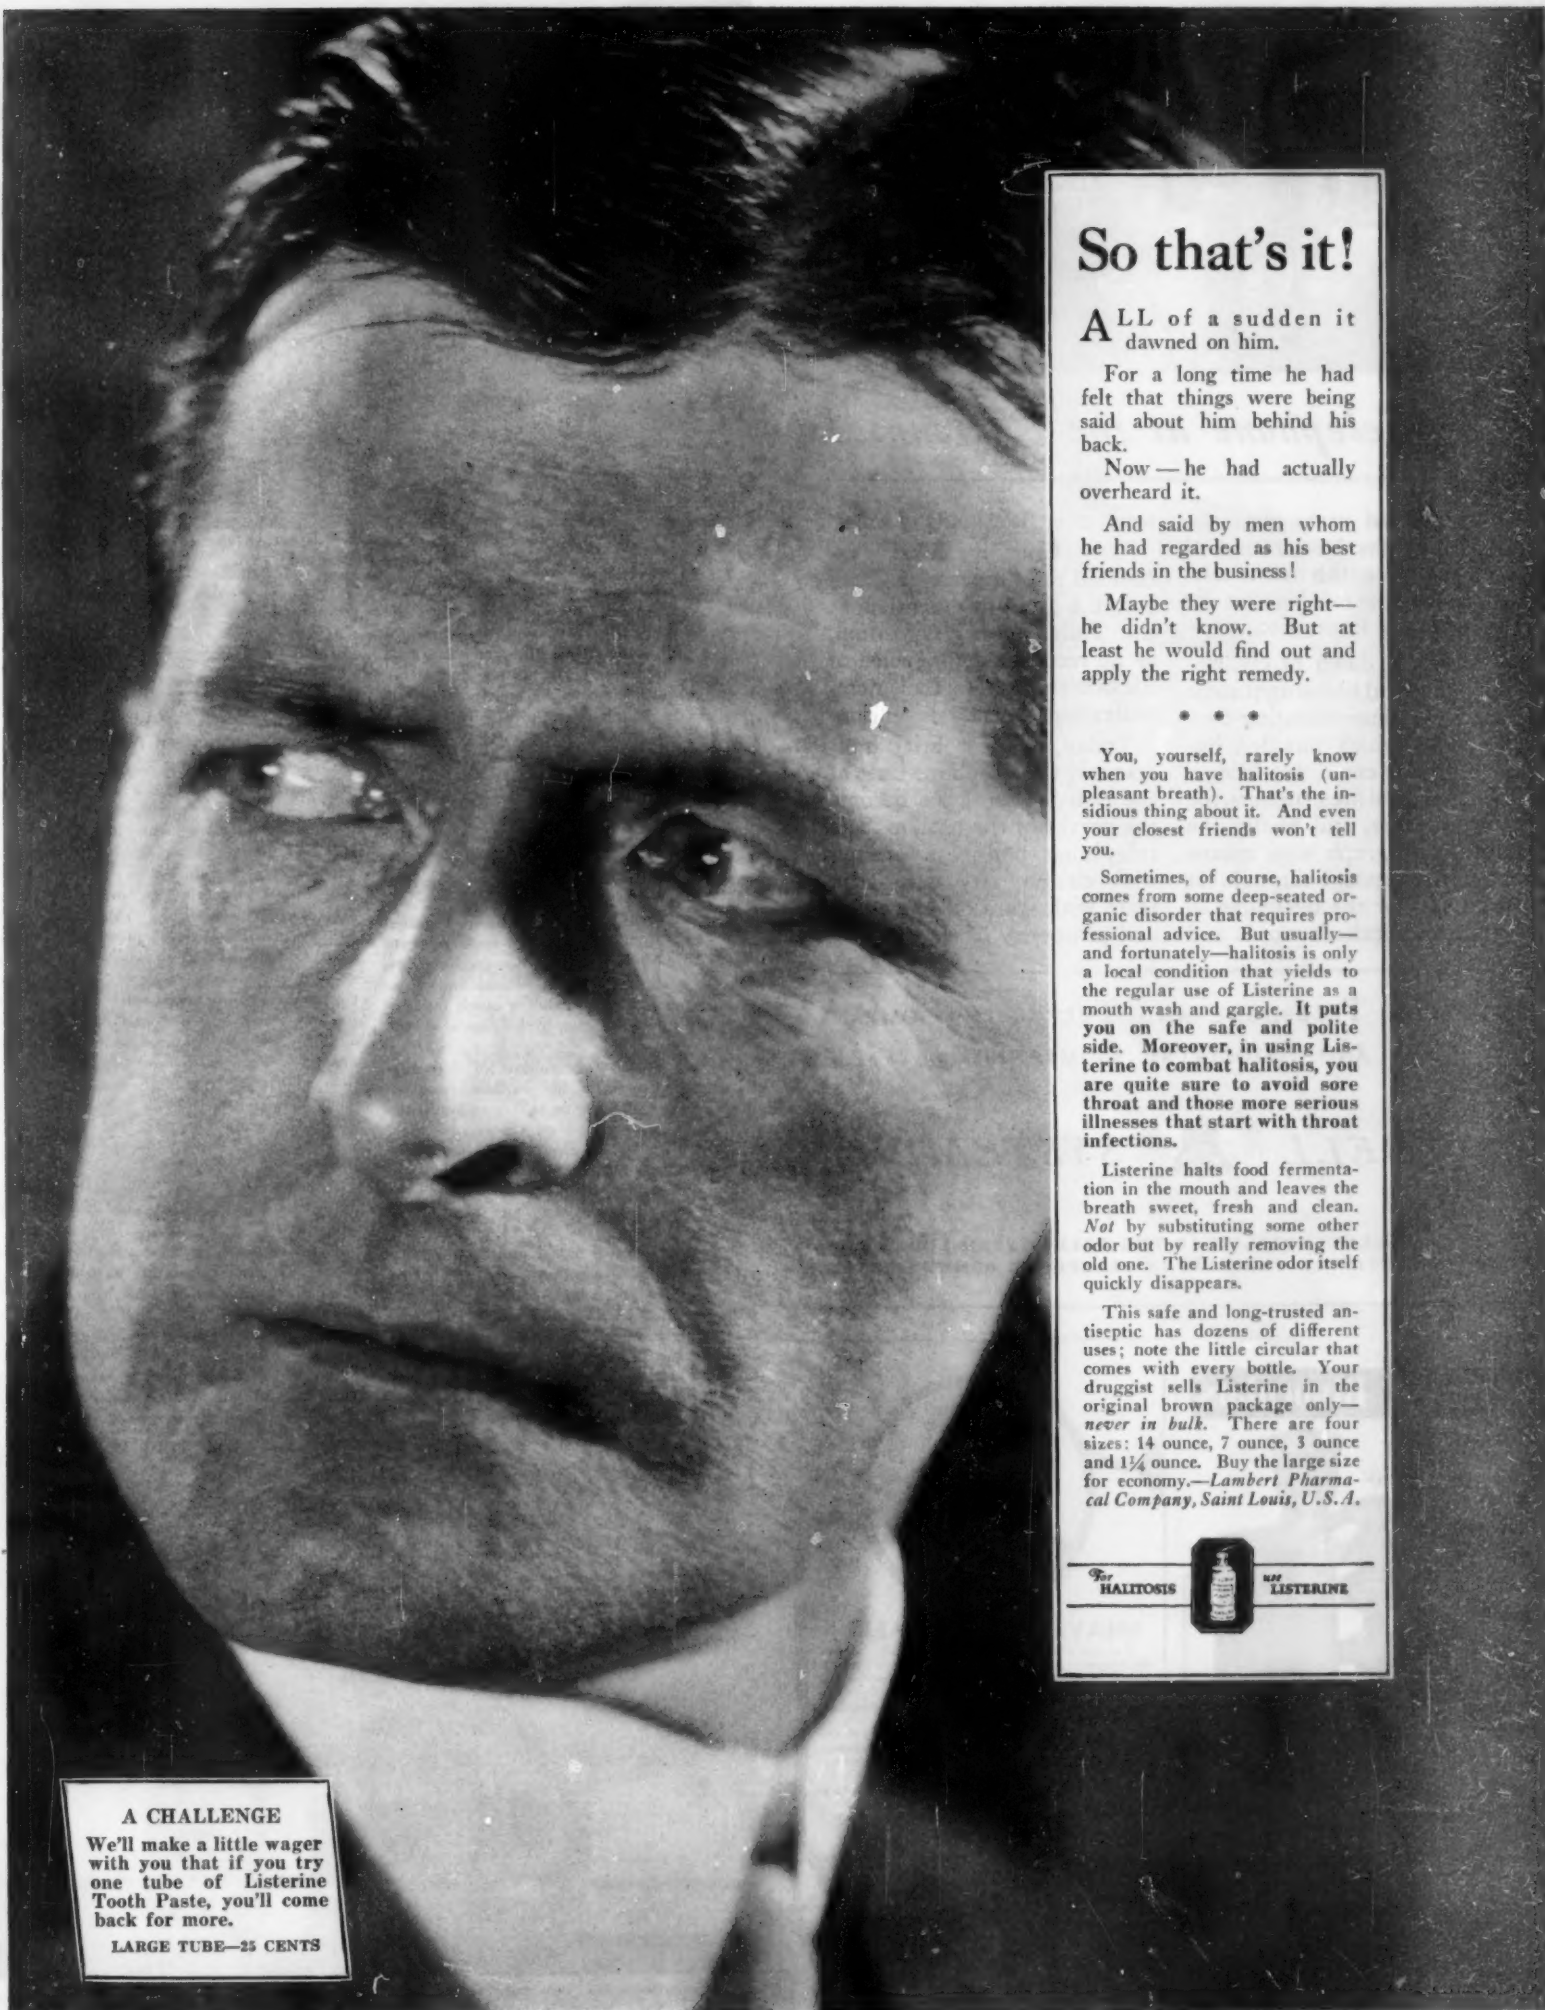 So that's it!
ALL of a sudden it
dawned on him.
For a long time he had
felt that things were being
said about him behind his
back.
Now — he had actually
overheard it.
And said by men whom
he had regarded as his best
friends in the business!
Maybe they were right—
he didn't know. But at
least he would find out and
apply the right remedy.
• • •
You, yourself, rarely know
when you have halitosis (un-
pleasant breath). That's the in-
sidious thing about it. And even
your closest friends won't tell
you.
Sometimes, of course, halitosis
comes from some deep-seated or-
ganic disorder that requires pro-
fessional advice. But usually—
and fortunately—halitosis is only
a local condition that yields to
the regular use of Listerine as a
mouth wash and gargle. It puts
you on the safe and polite
side. Moreover, in using Lis-
terine to combat halitosis, you
are quite sure to avoid sore
throat and those more serious
illnesses that start with throat
infections.
Listerine halts food fermenta-
tion in the mouth and leaves the
breath sweet, fresh and clean.
Not by substituting some other
odor but by really removing the
old one. The Listerine odor itself
quickly disappears.
This safe and long-trusted an-
tiseptic has dozens of different
uses; note the little circular that
comes with every bottle. Your
druggist sells Listerine in the
original brown package only—
never in bulk. There are four
sizes: 14 ounce, 7 ounce, 3 ounce
and 1¼ ounce. Buy the large size
for economy.—Lambert Pharma-
cal Company, Saint Louis, U.S.A.
For
HALITOSIS
use
LISTERINE
A CHALLENGE
We'll make a little wager
with you that if you try
one tube of Listerine
Tooth Paste, you'll come
back for more.
LARGE TUBE—25 CENTS